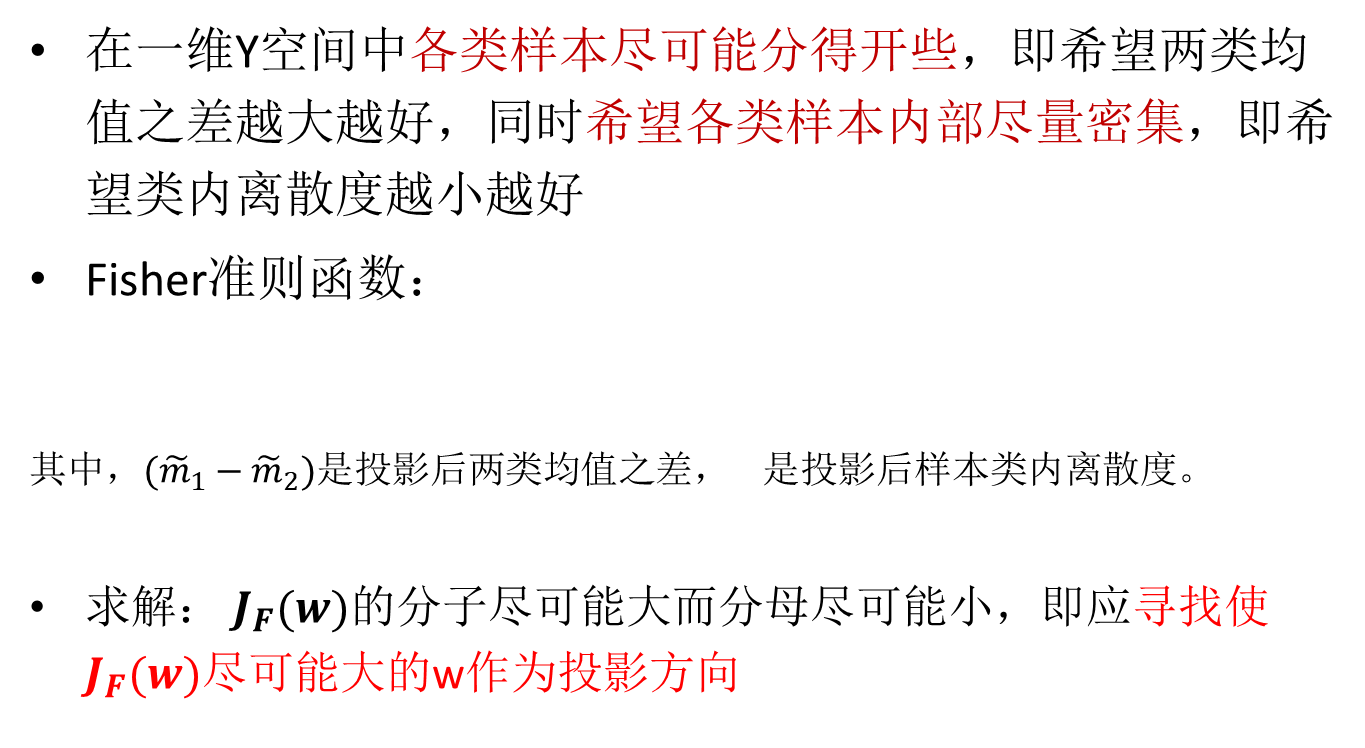 • 在一维Y空间中各类样本尽可能分得开些，即希望两类均
值之差越大越好，同时希望各类样本内部尽量密集，即希
望类内离散度越小越好
• Fisher准则函数：
其中，(m̃₁ − m̃₂)是投影后两类均值之差， 是投影后样本类内离散度。
• 求解： J_F(w)的分子尽可能大而分母尽可能小，即应寻找使
J_F(w)尽可能大的w作为投影方向